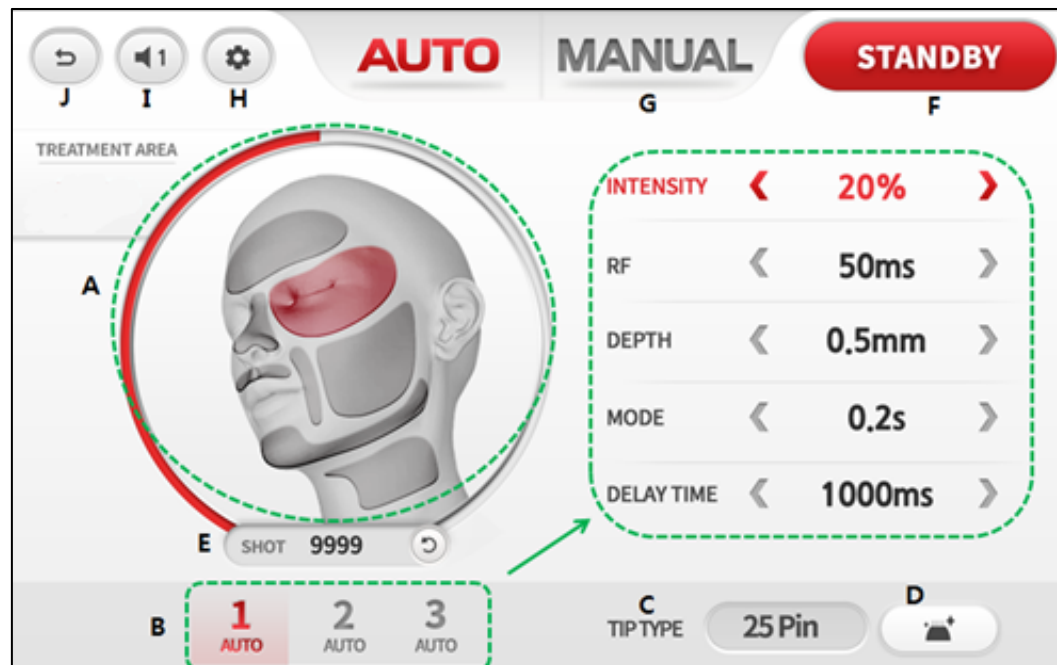 AUTO MANUAL STANDBY
1
J I H G F
TREATMENT AREA
INTENSITY 20%
A
RF 50ms
DEPTH 0.5mm
MODE 0.2s
DELAY TIME 1000ms
E SHOT 9999
B
1 AUTO
2 AUTO
3 AUTO
C
TIP TYPE 25 Pin
D